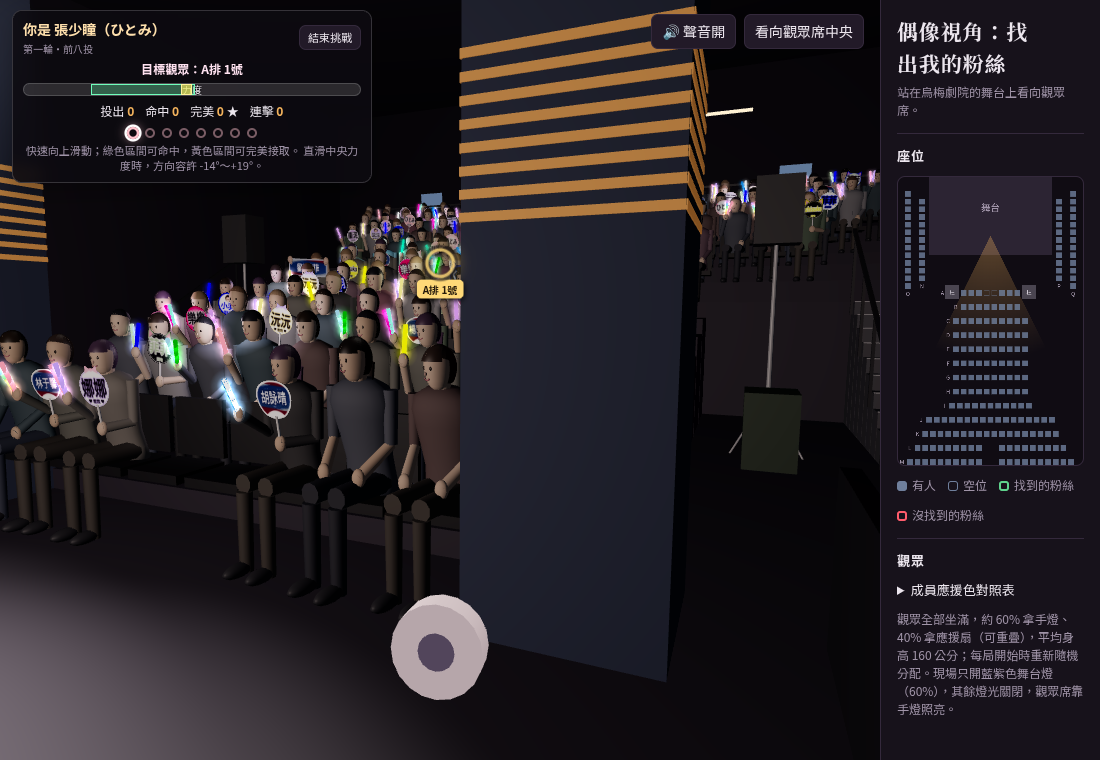 你是 張少瞳（ひとみ）
第一輪・前八投
結束挑戰
目標觀眾：A排 1號
力度
投出 0 命中 0 完美 0 ★ 連擊 0
快速向上滑動；綠色區間可命中，黃色區間可完美接取。 直滑中央力
度時，方向容許 -14°～+19°。
🔊 聲音開
看向觀眾席中央
A排 1號
沅沅
林于馨
娜娜
胡詠晴
偶像視角：找
出我的粉絲
站在烏梅劇院的舞台上看向觀眾
席。
座位
舞台
有人
空位
找到的粉絲
沒找到的粉絲
觀眾
▶ 成員應援色對照表
觀眾全部坐滿，約 60% 拿手燈、
40% 拿應援扇（可重疊），平均身
高 160 公分；每局開始時重新隨機
分配。現場只開藍紫色舞台燈
（60%），其餘燈光關閉，觀眾席靠
手燈照亮。